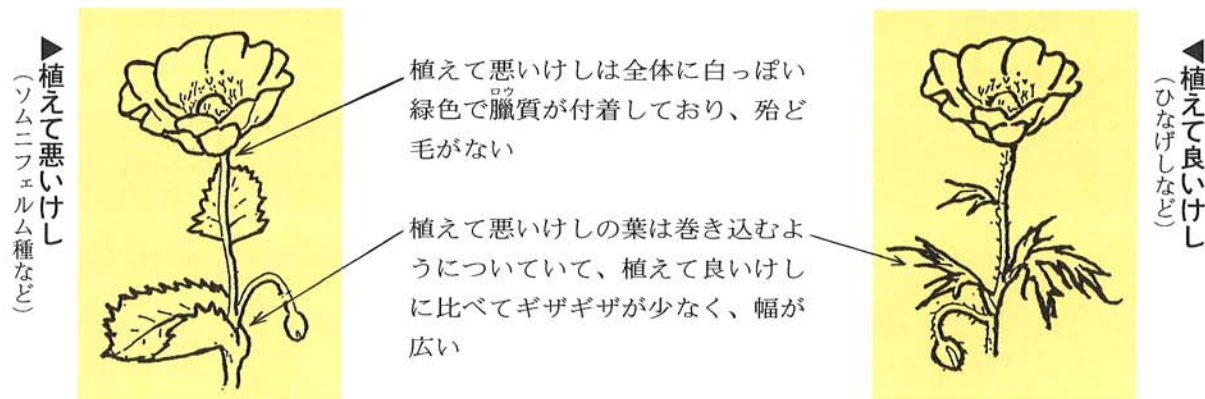 ▶植えて悪いけし
(ソムニフェルム種など)
植えて悪いけしは全体に白っぽい
ロウ
緑色で臘質が付着しており、殆ど
毛がない
植えて悪いけしの葉は巻き込むよ
うについていて、植えて良いけし
に比べてギザギザが少なく、幅が
広い
◀植えて良いけし
(ひなげしなど)